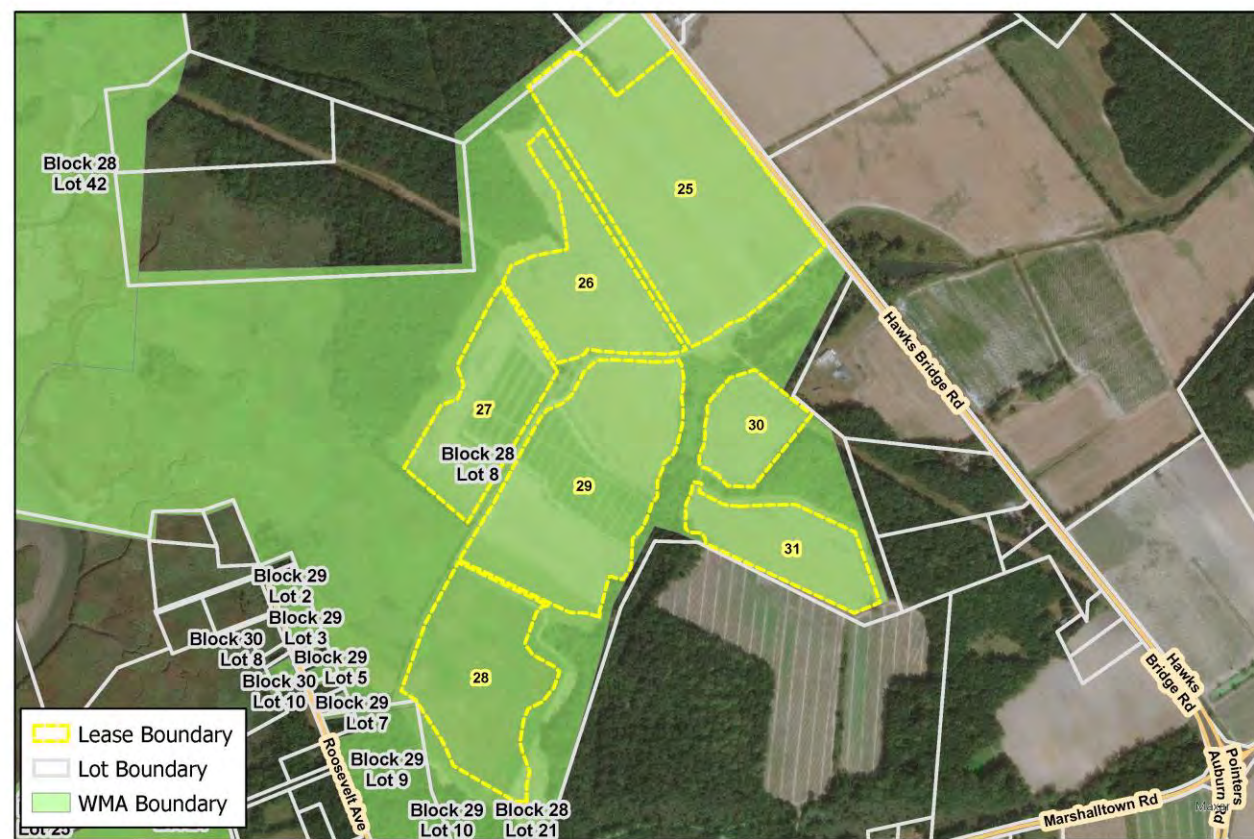 25
Block 28
Lot 42
26
Hawks Bridge Rd
27
30
Block 28
Lot 8
29
31
Block 29
Lot 2
Block 29
Lot 3
Block 30
Lot 8
Block 29
Lot 5
Block 30
Lot 10
28
Block 29
Lot 7
Hawks
Bridge Rd
Lease Boundary
Lot Boundary
WMA Boundary
Roosevelt Ave
Block 29
Lot 9
Pointers
Auburn Rd
Block 29
Lot 10
Block 28
Lot 21
Marshalltown Rd
Maxar
Lot 25